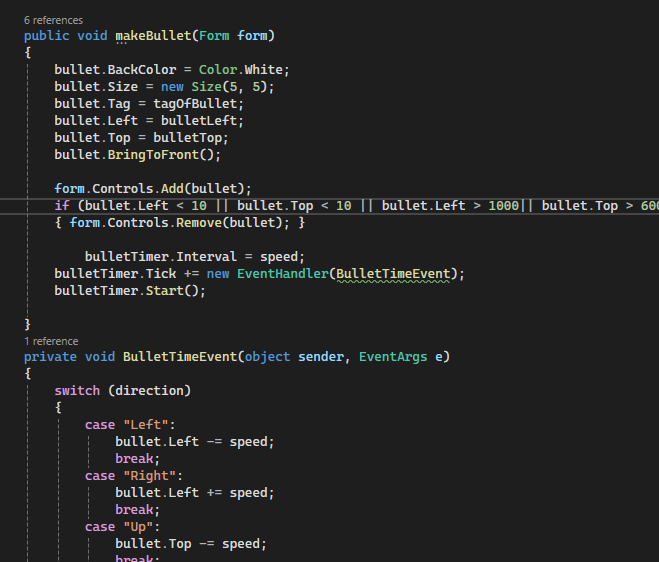 6 references
public void makeBullet(Form form)
{
bullet.BackColor = Color.White;
bullet.Size = new Size(5, 5);
bullet.Tag = tagOfBullet;
bullet.Left = bulletLeft;
bullet.Top = bulletTop;
bullet.BringToFront();
form.Controls.Add(bullet);
if (bullet.Left < 10 || bullet.Top < 10 || bullet.Left > 1000|| bullet.Top > 600
{ form.Controls.Remove(bullet); }
bulletTimer.Interval = speed;
bulletTimer.Tick += new EventHandler(BulletTimeEvent);
bulletTimer.Start();
}
1 reference
private void BulletTimeEvent(object sender, EventArgs e)
{
switch (direction)
{
case "Left":
bullet.Left -= speed;
break;
case "Right":
bullet.Left += speed;
break;
case "Up":
bullet.Top -= speed;
break;